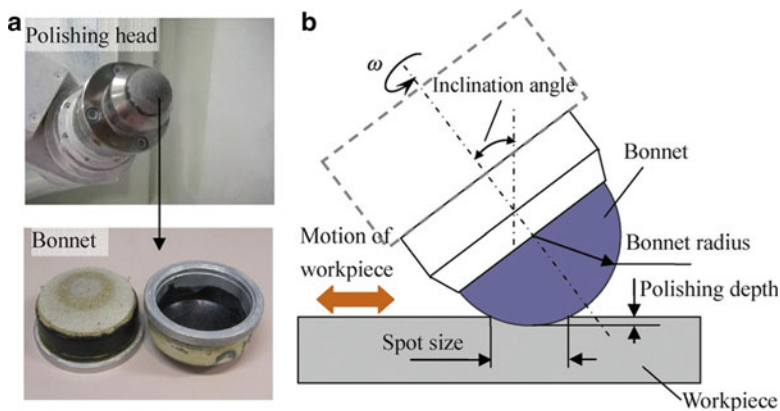 a
Polishing head
Bonnet
b
ω
Inclination angle
Bonnet
Motion of
workpiece
Bonnet radius
Polishing depth
Spot size
Workpiece